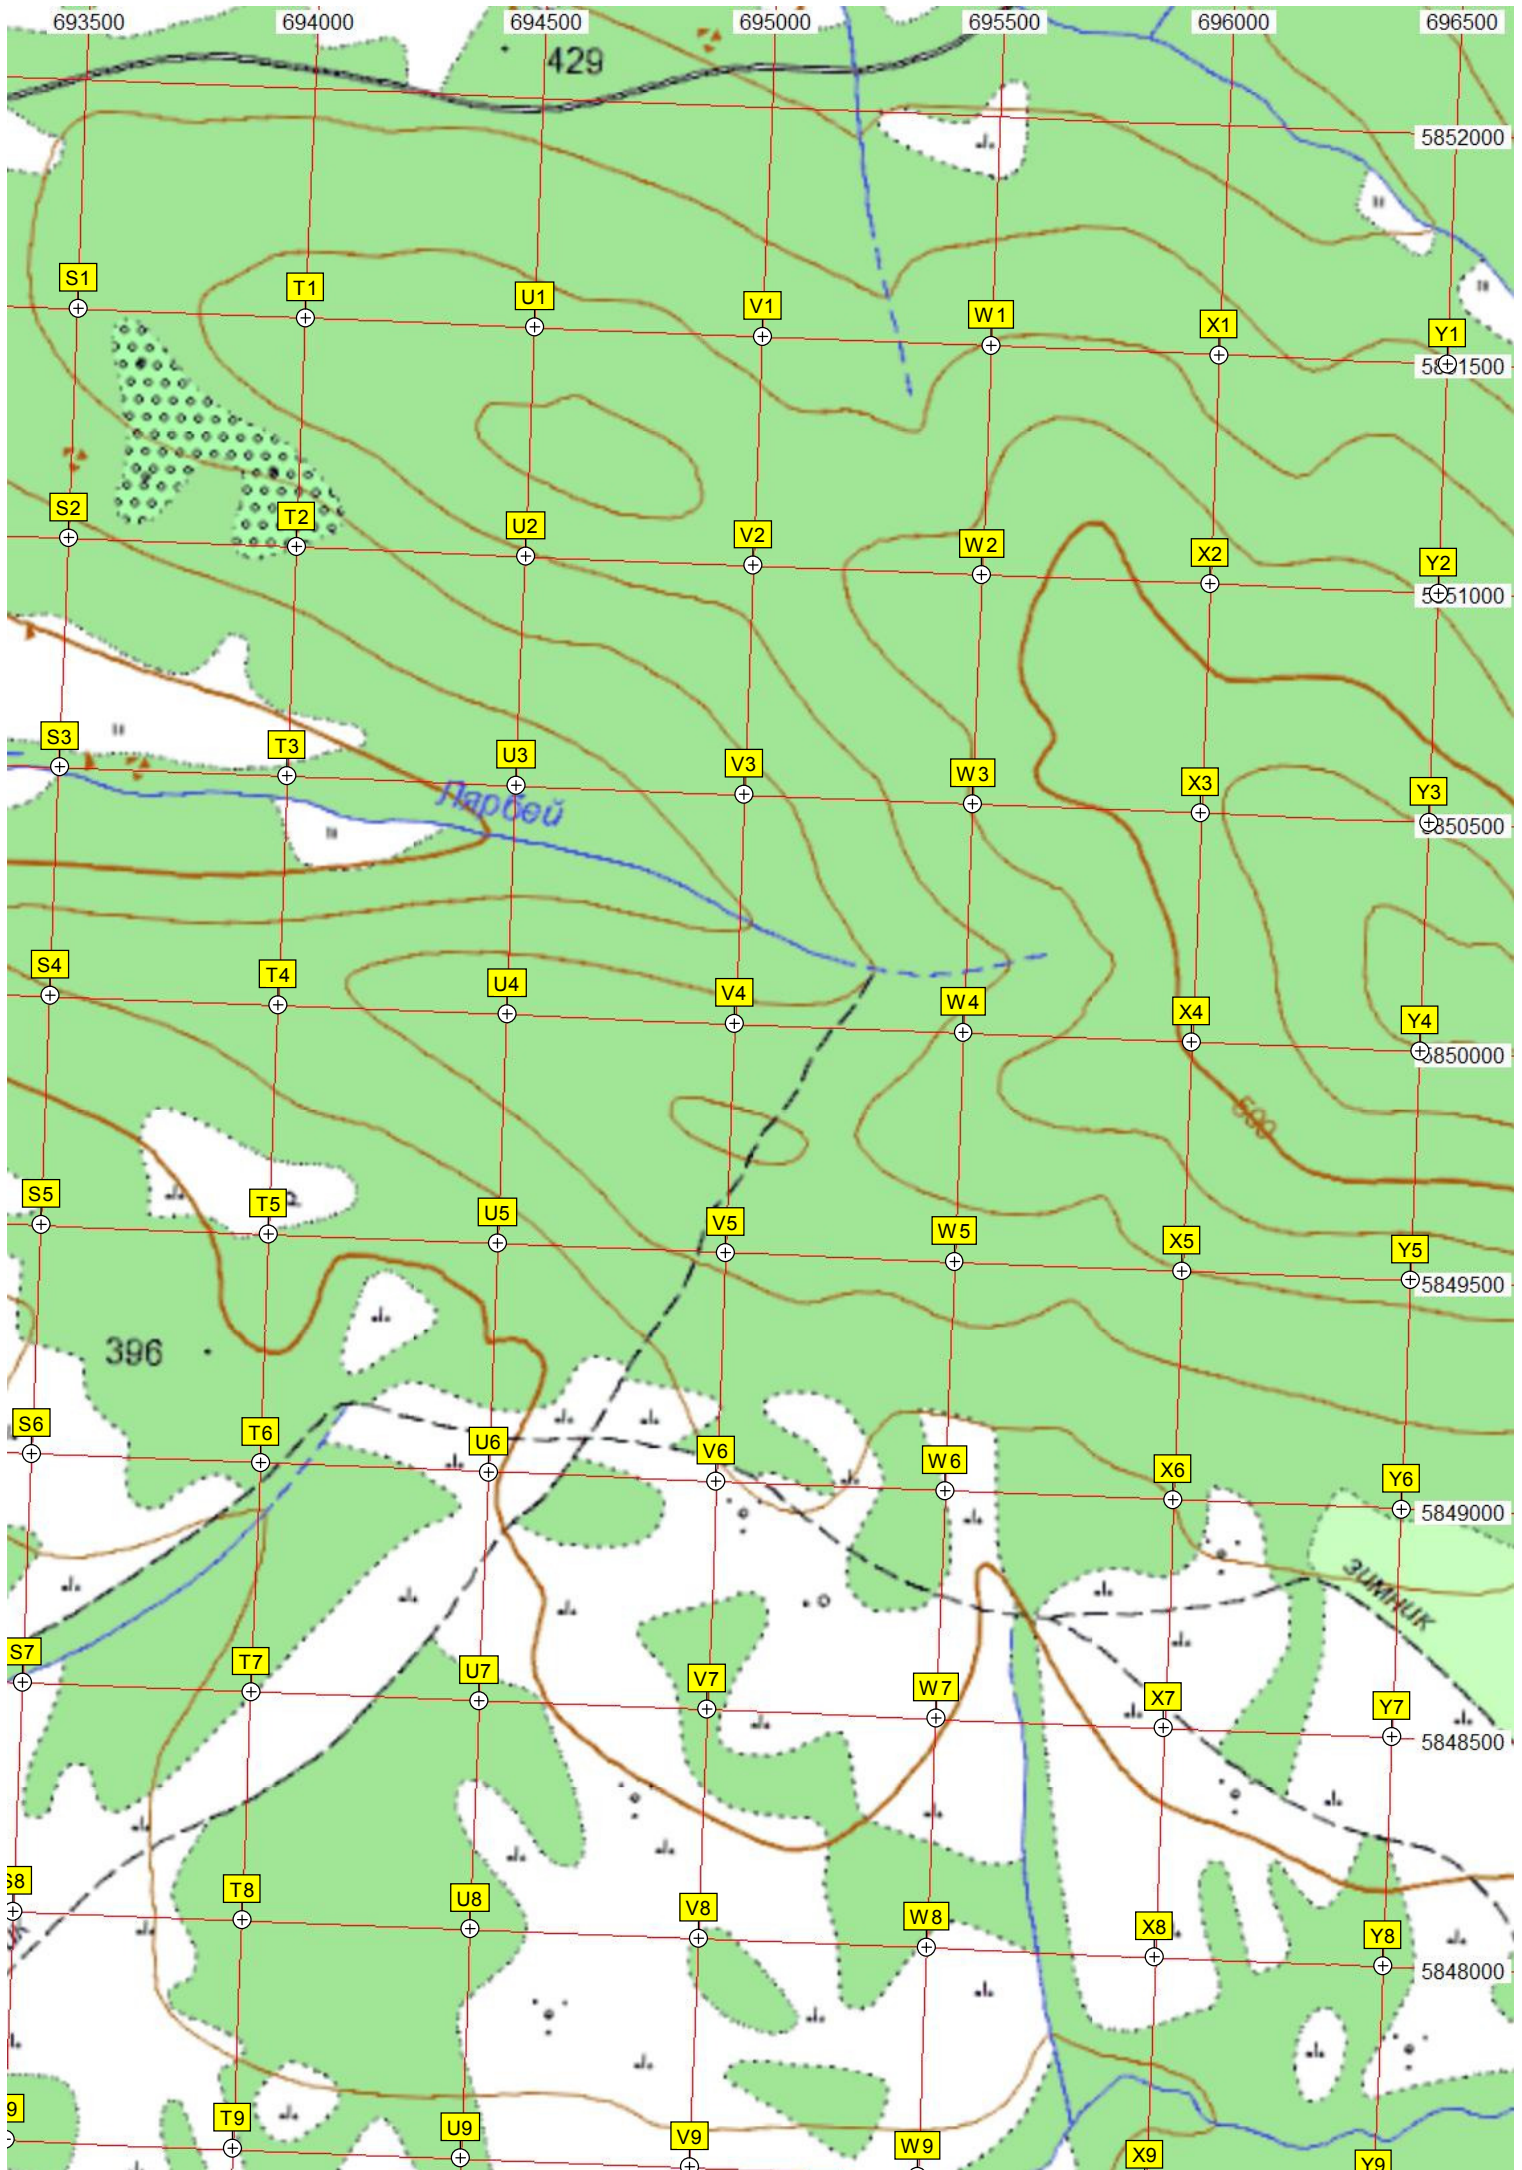 693500 694000 694500 695000 695500 696000 696500
429
5852000
S1 T1 U1 V1 W1 X1 Y1
5851500
S2 T2 U2 V2 W2 X2 Y2
5851000
S3 T3 U3 V3 W3 X3 Y3
Ларбей
5850500
S4 T4 U4 V4 W4 X4 Y4
5850000
500
S5 T5 U5 V5 W5 X5 Y5
5849500
396
S6 T6 U6 V6 W6 X6 Y6
5849000
зимник
S7 T7 U7 V7 W7 X7 Y7
5848500
S8 T8 U8 V8 W8 X8 Y8
5848000
9 T9 U9 V9 W9 X9 Y9